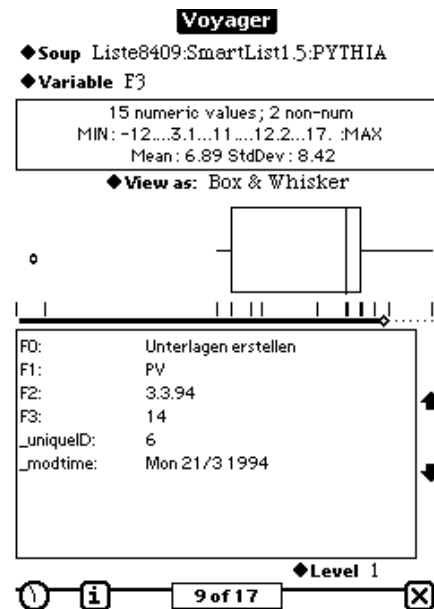 Voyager
◆Soup Liste8409:SmartList1.5:PYTHIA
◆Variable F3
15 numeric values; 2 non-num
MIN: -12....3.1...11....12.2...17. :MAX
Mean: 6.89 StdDev: 8.42
◆View as: Box & Whisker
F0: Unterlagen erstellen
F1: PV
F2: 3.3.94
F3: 14
_uniqueID: 6
_modtime: Mon 21/3 1994
◆Level 1
i 9 of 17 X